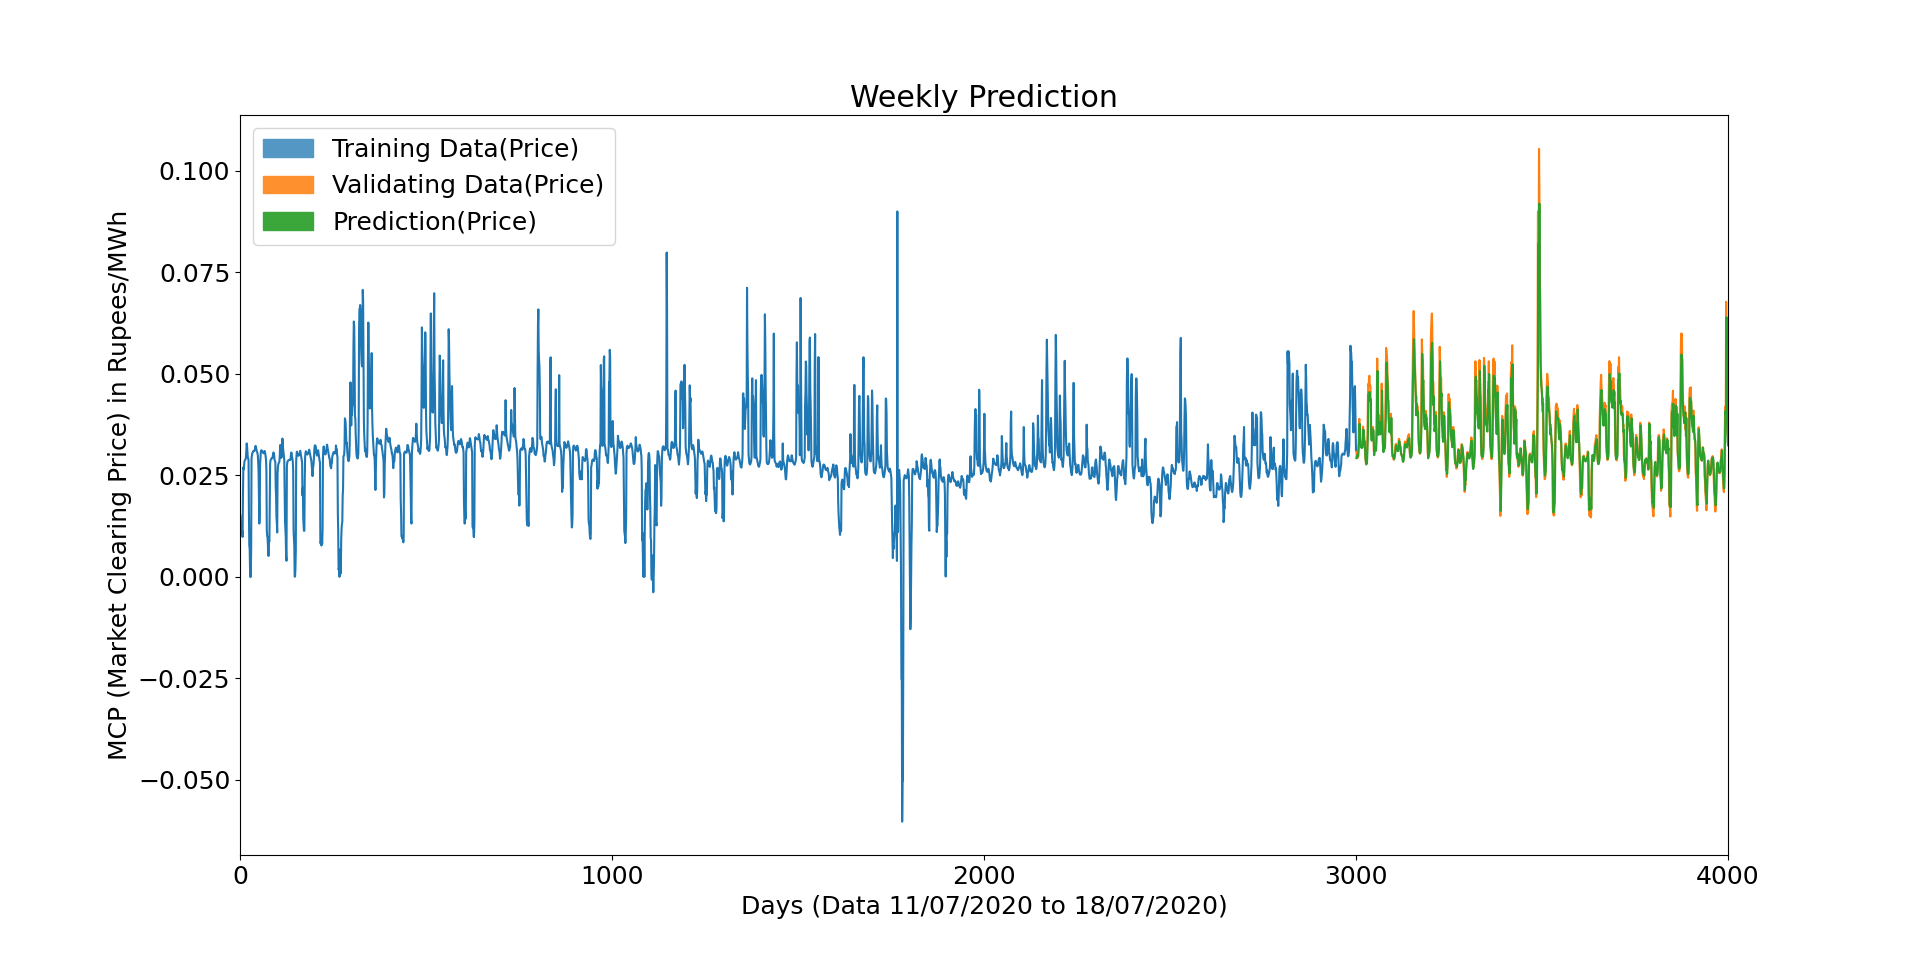 Weekly Prediction
Training Data(Price)
Validating Data(Price)
Prediction(Price)
MCP (Market Clearing Price) in Rupees/MWh
0.100
0.075
0.050
0.025
0.000
−0.025
−0.050
0 1000 2000 3000 4000
Days (Data 11/07/2020 to 18/07/2020)